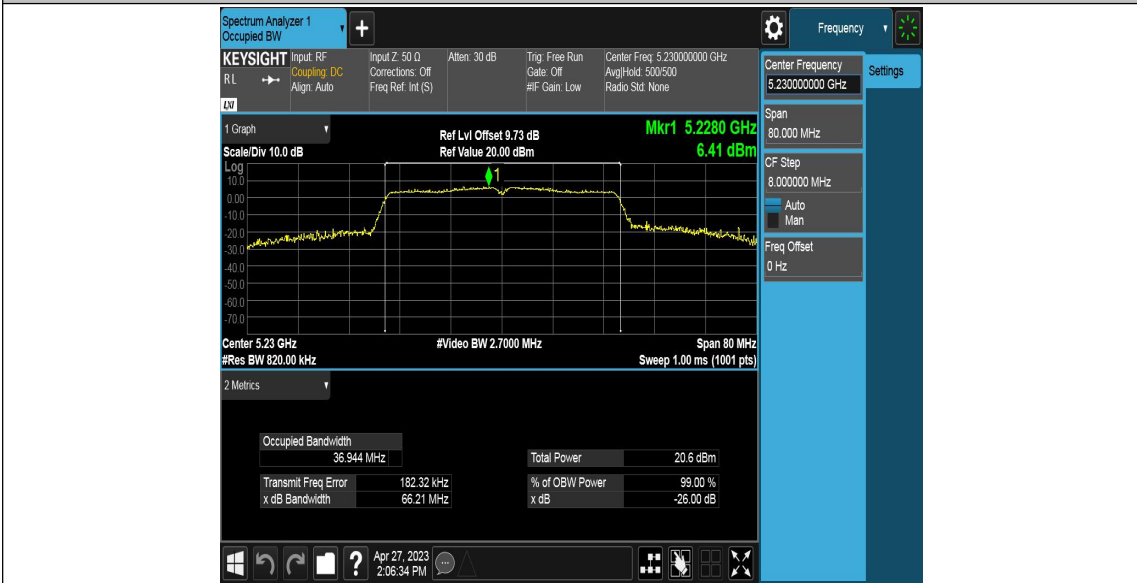 Spectrum Analyzer 1
Occupied BW
+
Frequency
KEYSIGHT
R L
LXI
Input: RF
Coupling: DC
Align: Auto
Input Z: 50 Ω
Corrections: Off
Freq Ref: Int (S)
Atten: 30 dB
Trig: Free Run
Gate: Off
#IF Gain: Low
Center Freq: 5.230000000 GHz
Avg|Hold: 500/500
Radio Std: None
Center Frequency
5.230000000 GHz
Settings
Span
80.000 MHz
CF Step
8.000000 MHz
Auto
Man
Freq Offset
0 Hz
1 Graph
Scale/Div 10.0 dB
Ref Lvl Offset 9.73 dB
Ref Value 20.00 dBm
Mkr1 5.2280 GHz
6.41 dBm
Log
10.0
0.00
-10.0
-20.0
-30.0
-40.0
-50.0
-60.0
-70.0
1
Center 5.23 GHz
#Res BW 820.00 kHz
#Video BW 2.7000 MHz
Span 80 MHz
Sweep 1.00 ms (1001 pts)
2 Metrics
Occupied Bandwidth
36.944 MHz
Total Power 20.6 dBm
Transmit Freq Error 182.32 kHz
% of OBW Power 99.00 %
x dB Bandwidth 66.21 MHz
x dB -26.00 dB
?
Apr 27, 2023
2:06:34 PM